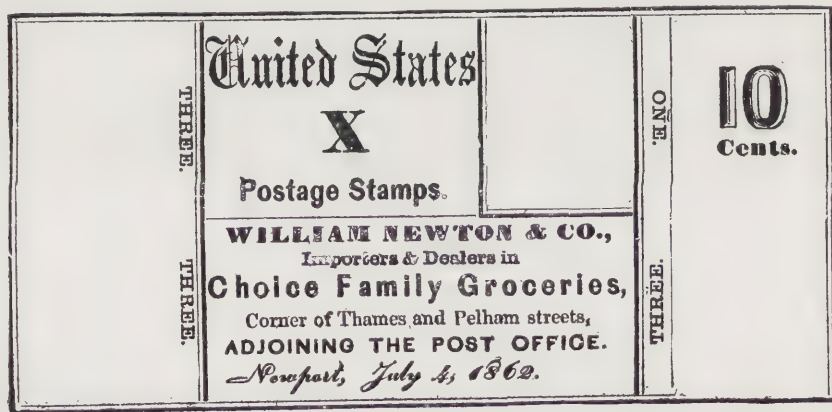 THREE.
THREE.
United States
X
Postage Stamps.
WILLIAM NEWTON & CO.,
Importers & Dealers in
Choice Family Groceries,
Corner of Thames and Pelham streets,
ADJOINING THE POST OFFICE.
Newport, July 4, 1862.
ONE.
THREE.
10
Cents.